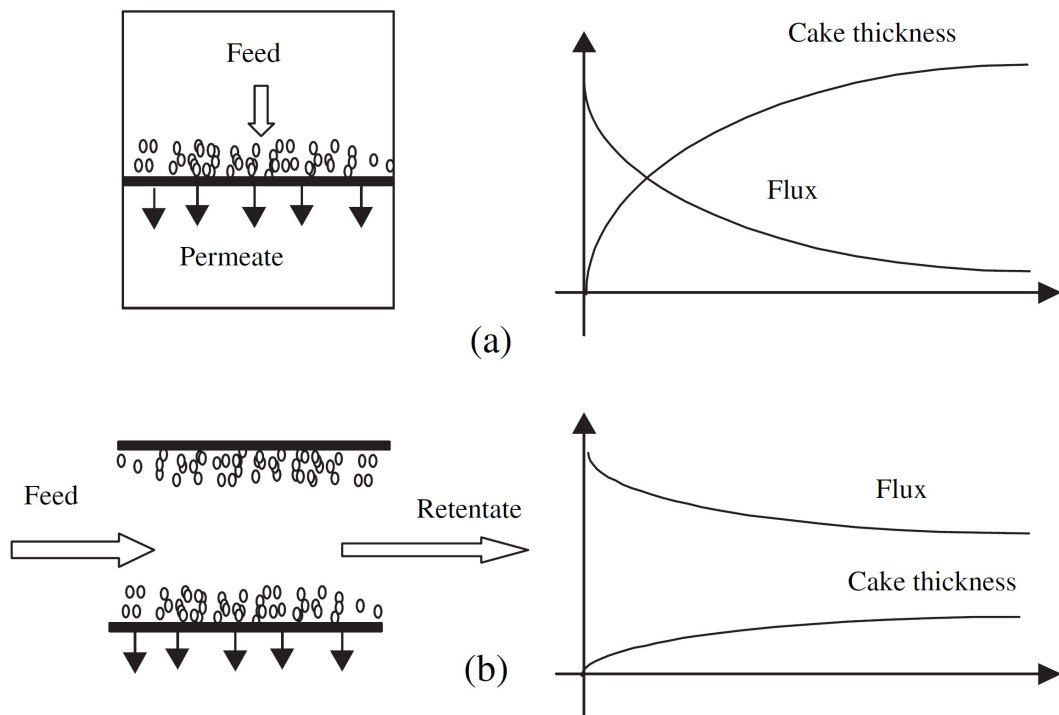 Feed
Permeate
Cake thickness
Flux
(a)
Feed
Retentate
Flux
Cake thickness
(b)